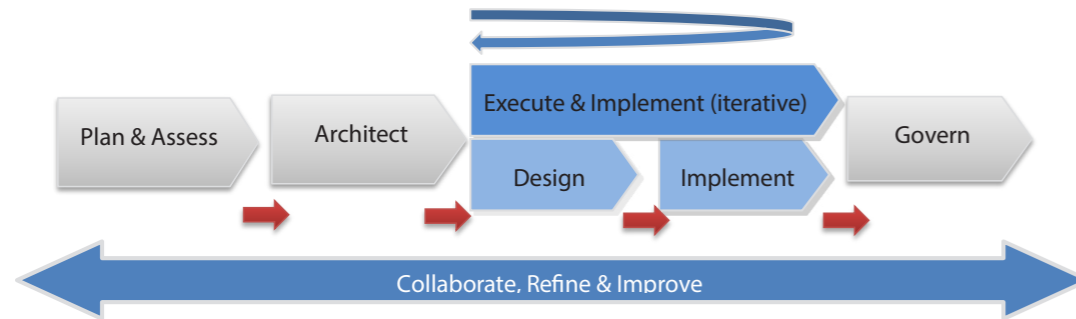 Plan & Assess
Architect
Execute & Implement (iterative)
Design
Implement
Govern
Collaborate, Refine & Improve